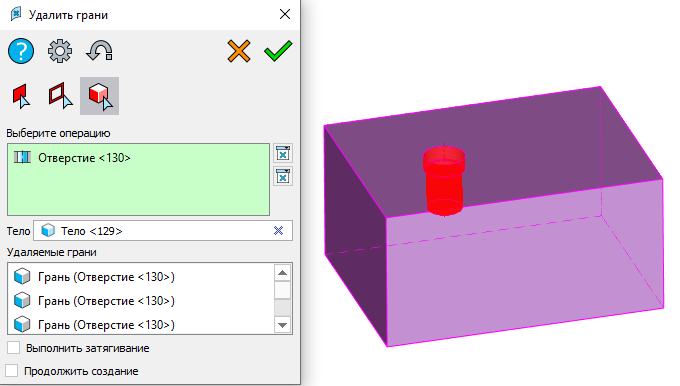 Удалить грани
?
Выберите операцию
Отверстие <130>
Тело Тело <129>
Удаляемые грани
Грань (Отверстие <130>)
Грань (Отверстие <130>)
Грань (Отверстие <130>)
Выполнить затягивание
Продолжить создание